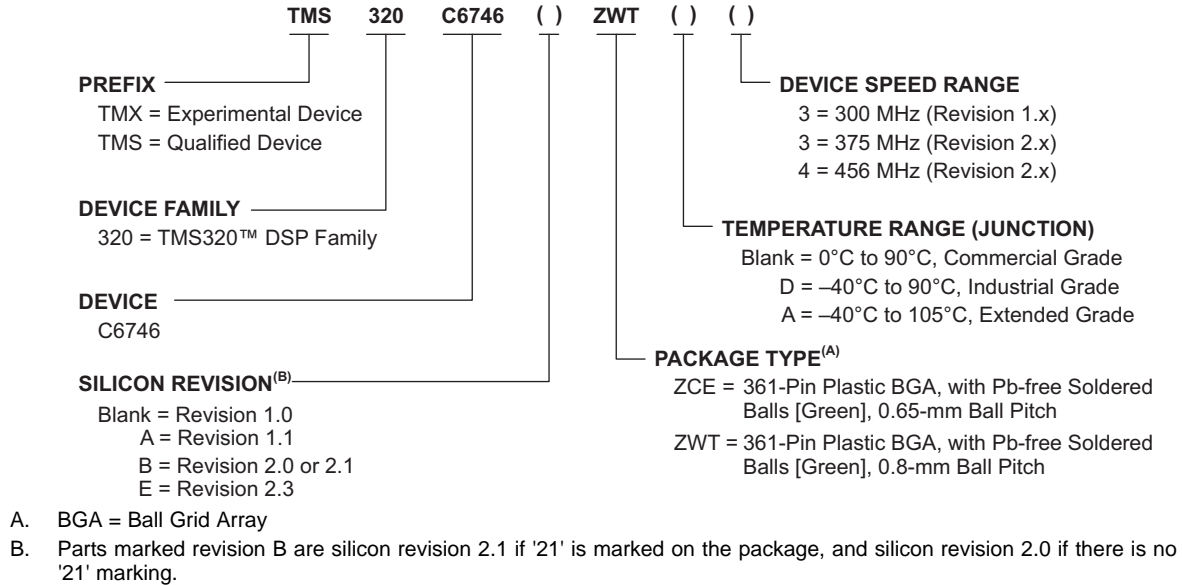 TMS 320 C6746 ( ) ZWT ( ) ( )
PREFIX
TMX = Experimental Device
TMS = Qualified Device
DEVICE FAMILY
320 = TMS320™ DSP Family
DEVICE
C6746
SILICON REVISION(B)
Blank = Revision 1.0
A = Revision 1.1
B = Revision 2.0 or 2.1
E = Revision 2.3
DEVICE SPEED RANGE
3 = 300 MHz (Revision 1.x)
3 = 375 MHz (Revision 2.x)
4 = 456 MHz (Revision 2.x)
TEMPERATURE RANGE (JUNCTION)
Blank = 0°C to 90°C, Commercial Grade
D = –40°C to 90°C, Industrial Grade
A = –40°C to 105°C, Extended Grade
PACKAGE TYPE(A)
ZCE = 361-Pin Plastic BGA, with Pb-free Soldered
Balls [Green], 0.65-mm Ball Pitch
ZWT = 361-Pin Plastic BGA, with Pb-free Soldered
Balls [Green], 0.8-mm Ball Pitch
A. BGA = Ball Grid Array
B. Parts marked revision B are silicon revision 2.1 if '21' is marked on the package, and silicon revision 2.0 if there is no
'21' marking.